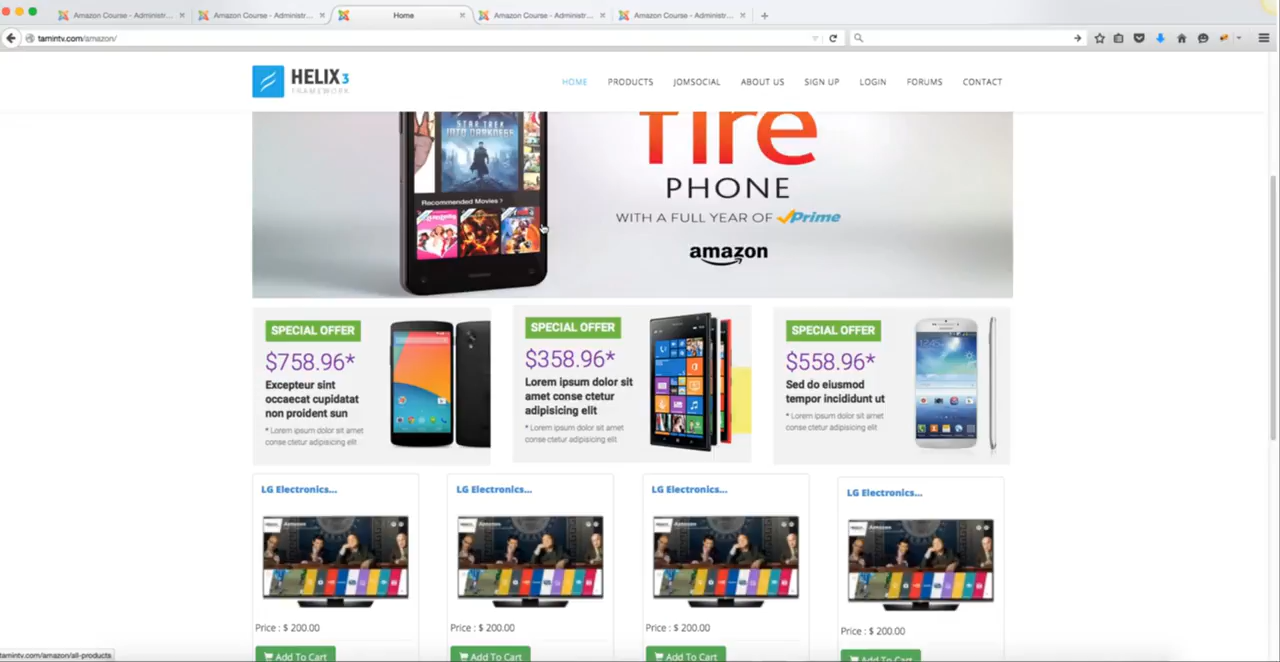 Amazon Course - Administr...
Amazon Course - Administr...
Home
Amazon Course - Administr...
Amazon Course - Administr...
tamintv.com/amazon/
HELIX3
FRAMEWORK
HOME
PRODUCTS
JOMSOCIAL
ABOUT US
SIGN UP
LOGIN
FORUMS
CONTACT
STAR TREK
INTO DARKNESS
Recommended Movies >
fire
PHONE
WITH A FULL YEAR OF Prime
amazon
SPECIAL OFFER
$758.96*
Excepteur sint
occaecat cupidatat
non proident sun
* Lorem ipsum dolor sit amet
conse ctetur adipisicing elit
SPECIAL OFFER
$358.96*
Lorem ipsum dolor sit
amet conse ctetur
adipisicing elit
* Lorem ipsum dolor sit amet
conse ctetur adipisicing elit
SPECIAL OFFER
$558.96*
Sed do eiusmod
tempor incididunt ut
* Lorem ipsum dolor sit amet
conse ctetur adipisicing elit
LG Electronics...
Price : $ 200.00
Add To Cart
LG Electronics...
Price : $ 200.00
Add To Cart
LG Electronics...
Price : $ 200.00
Add To Cart
LG Electronics...
Price : $ 200.00
Add To Cart
tamintv.com/amazon/all-products